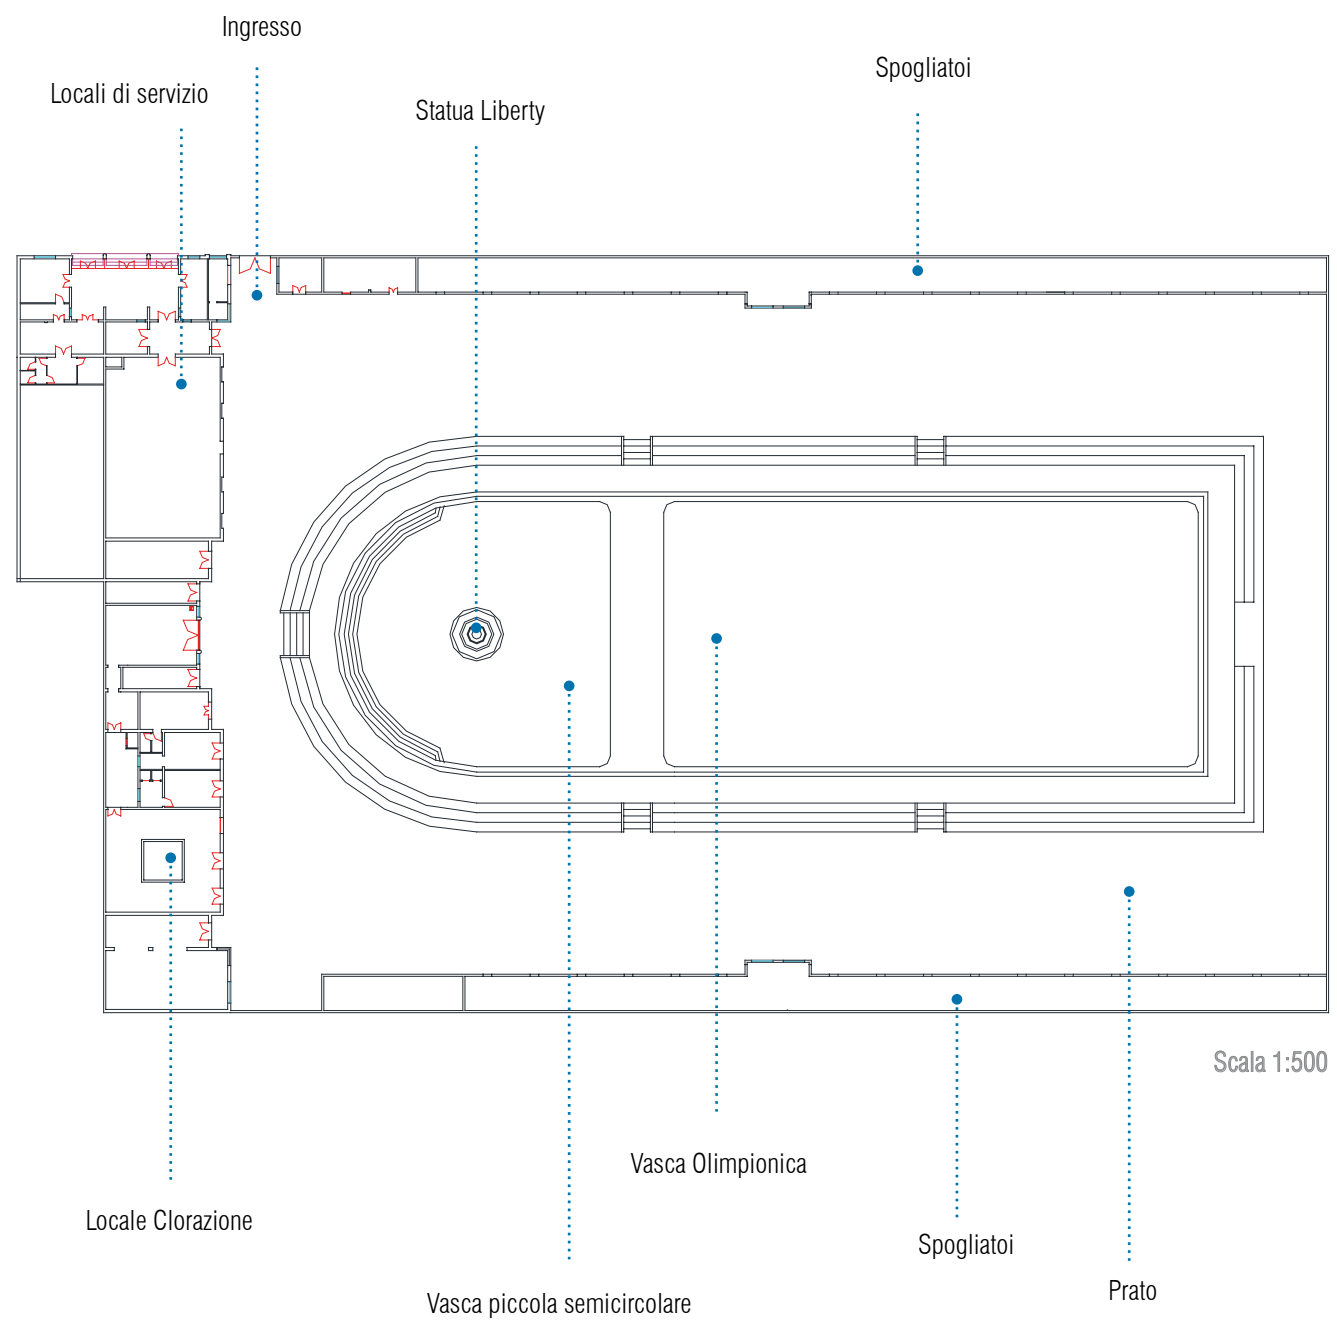 Ingresso
Spogliatoi
Locali di servizio
Statua Liberty
Scala 1:500
Vasca Olimpionica
Locale Clorazione
Spogliatoi
Prato
Vasca piccola semicircolare